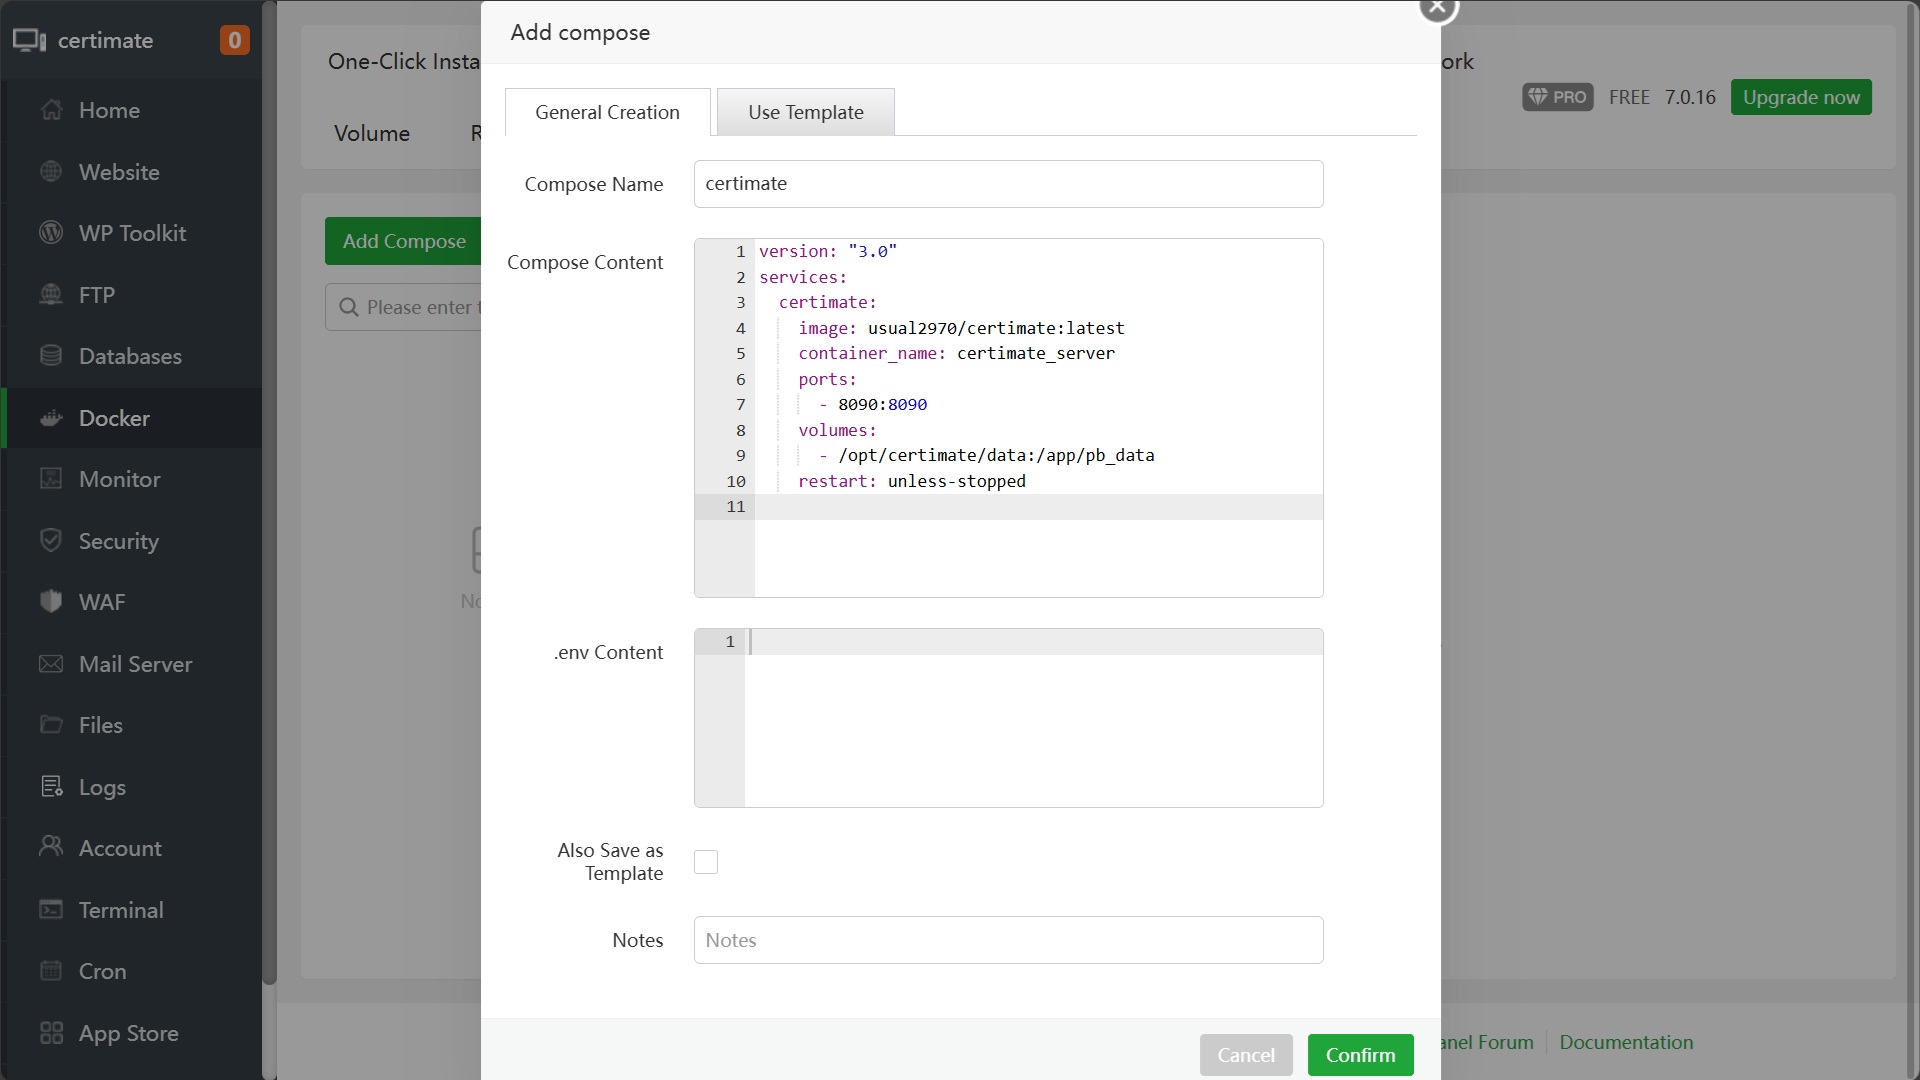 certimate
0
Home
Website
WP Toolkit
FTP
Databases
Docker
Monitor
Security
WAF
Mail Server
Files
Logs
Account
Terminal
Cron
App Store
One-Click Insta
ork
Volume
R
PRO FREE 7.0.16 Upgrade now
Add Compose
Please enter t
No
Add compose
General Creation
Use Template
Compose Name
certimate
Compose Content
1 version: "3.0"
2 services:
3 certimate:
4 image: usual2970/certimate:latest
5 container_name: certimate_server
6 ports:
7 - 8090:8090
8 volumes:
9 - /opt/certimate/data:/app/pb_data
10 restart: unless-stopped
11
.env Content
1
Also Save as
Template
Notes
Notes
Cancel
Confirm
anel Forum
Documentation